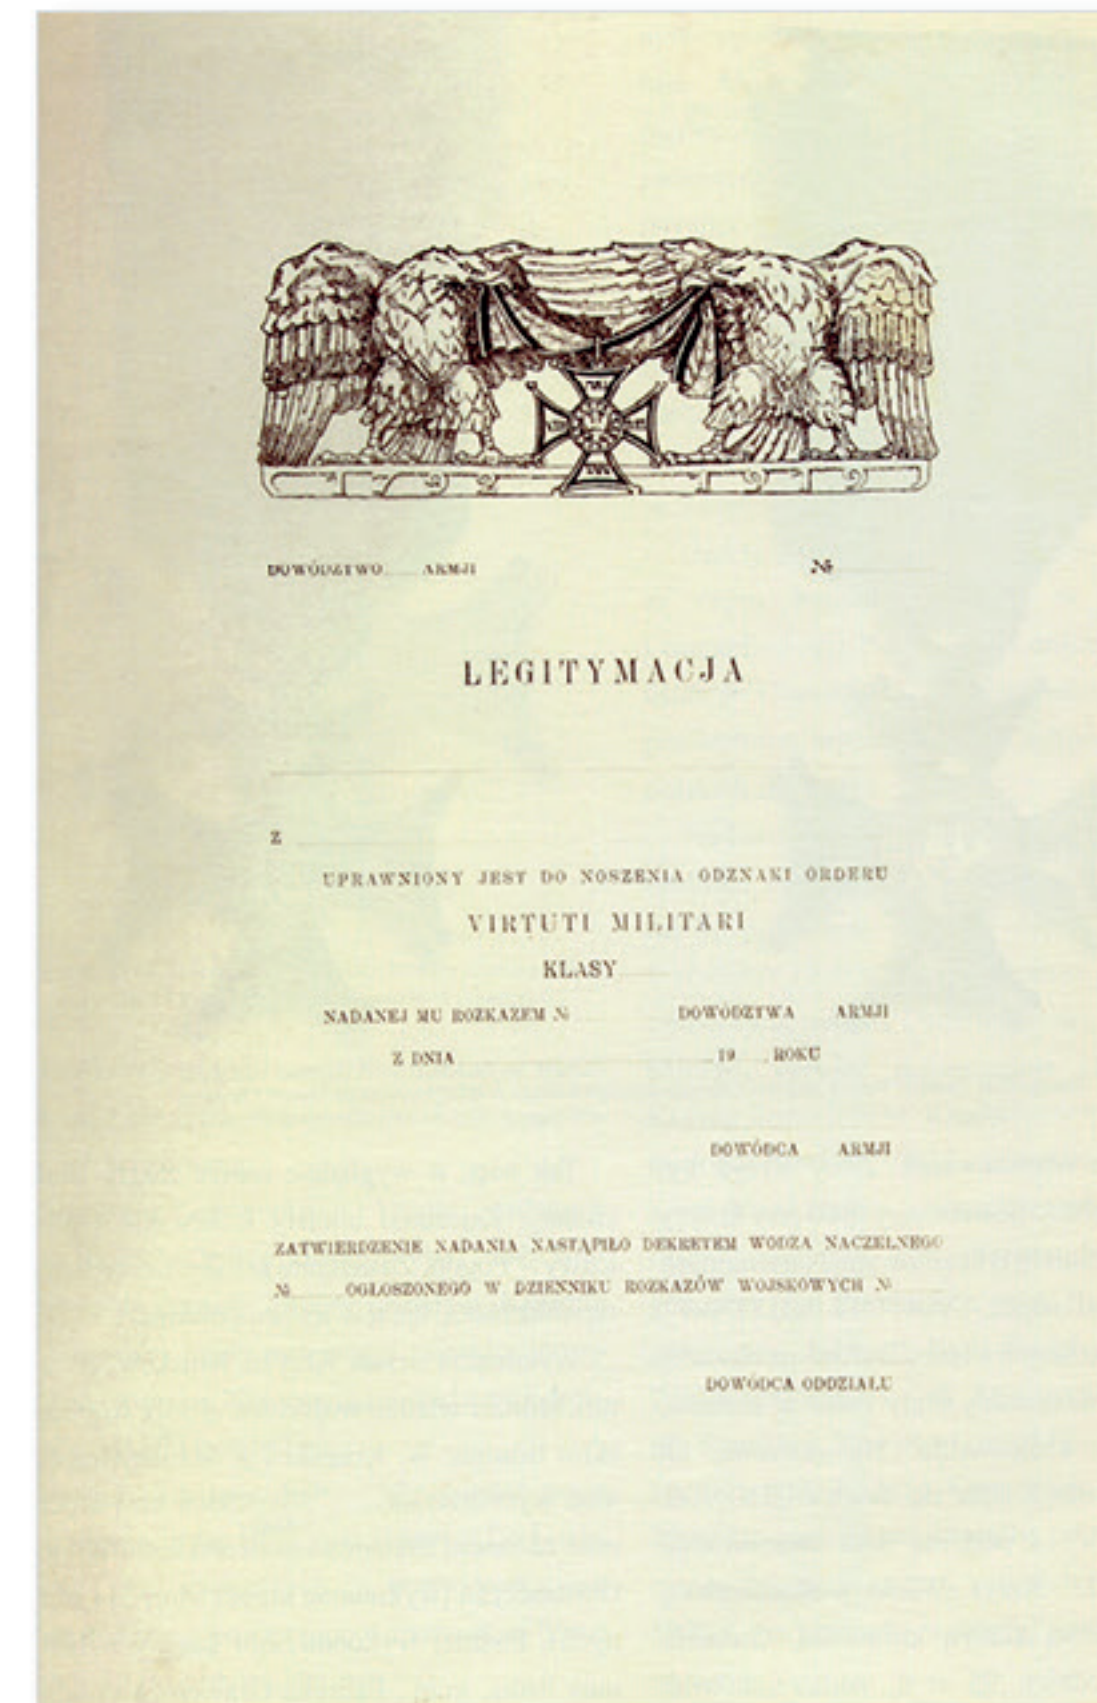 1792 1919
DOWÓDZTWO ARMJI №
LEGITYMACJA
Z
UPRAWNIONY JEST DO NOSZENIA ODZNAKI ORDERU
VIRTUTI MILITARI
KLASY
NADANEJ MU ROZKAZEM № DOWÓDZTWA ARMJI
Z DNIA 19 ROKU
DOWÓDCA ARMJI
ZATWIERDZENIE NADANIA NASTĄPIŁO DEKRETEM WODZA NACZELNEGO
№ OGŁOSZONEGO W DZIENNIKU ROZKAZÓW WOJSKOWYCH №
DOWÓDCA ODDZIAŁU